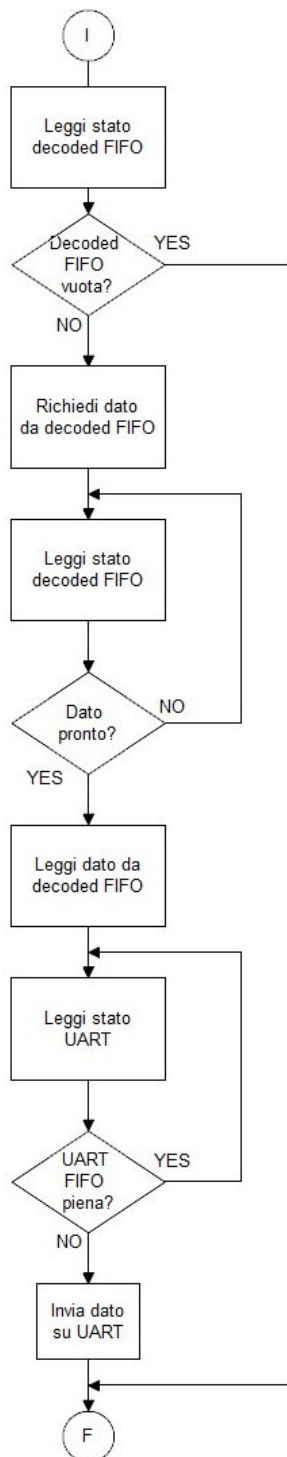 I
Leggi stato
decoded FIFO
Decoded
FIFO
vuota?
YES
NO
Richiedi dato
da decoded FIFO
Leggi stato
decoded FIFO
Dato
pronto?
NO
YES
Leggi dato da
decoded FIFO
Leggi stato
UART
UART
FIFO
piena?
YES
NO
Invia dato
su UART
F